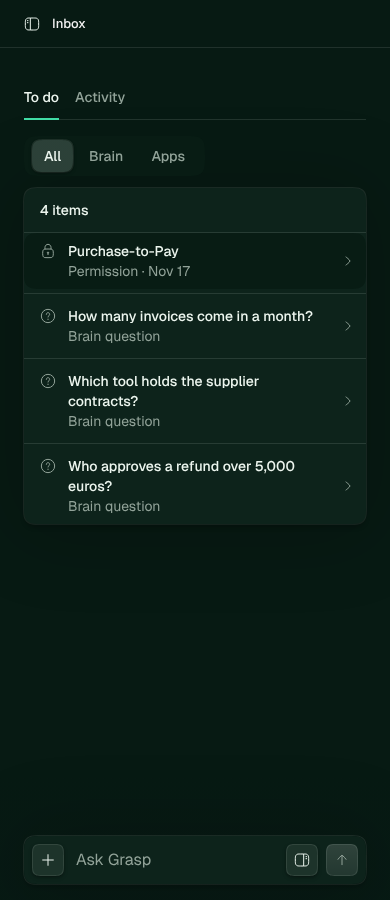 Inbox
To do
Activity
All
Brain
Apps
4 items
Purchase-to-Pay
Permission · Nov 17
How many invoices come in a month?
Brain question
Which tool holds the supplier
contracts?
Brain question
Who approves a refund over 5,000
euros?
Brain question
Ask Grasp